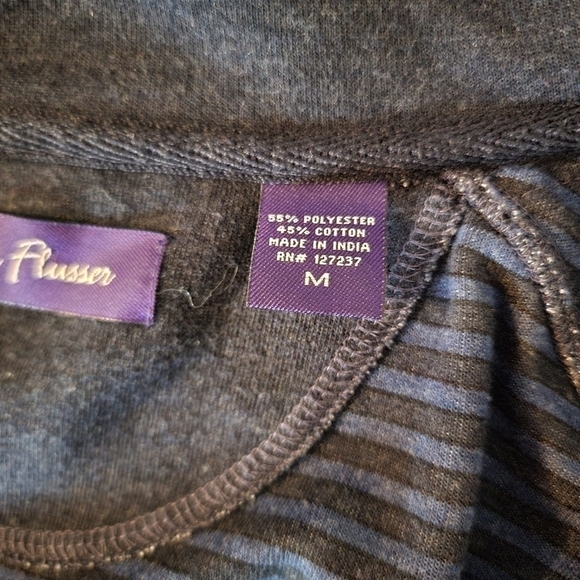 Flusser
55% POLYESTER
45% COTTON
MADE IN INDIA
RN# 127237
M